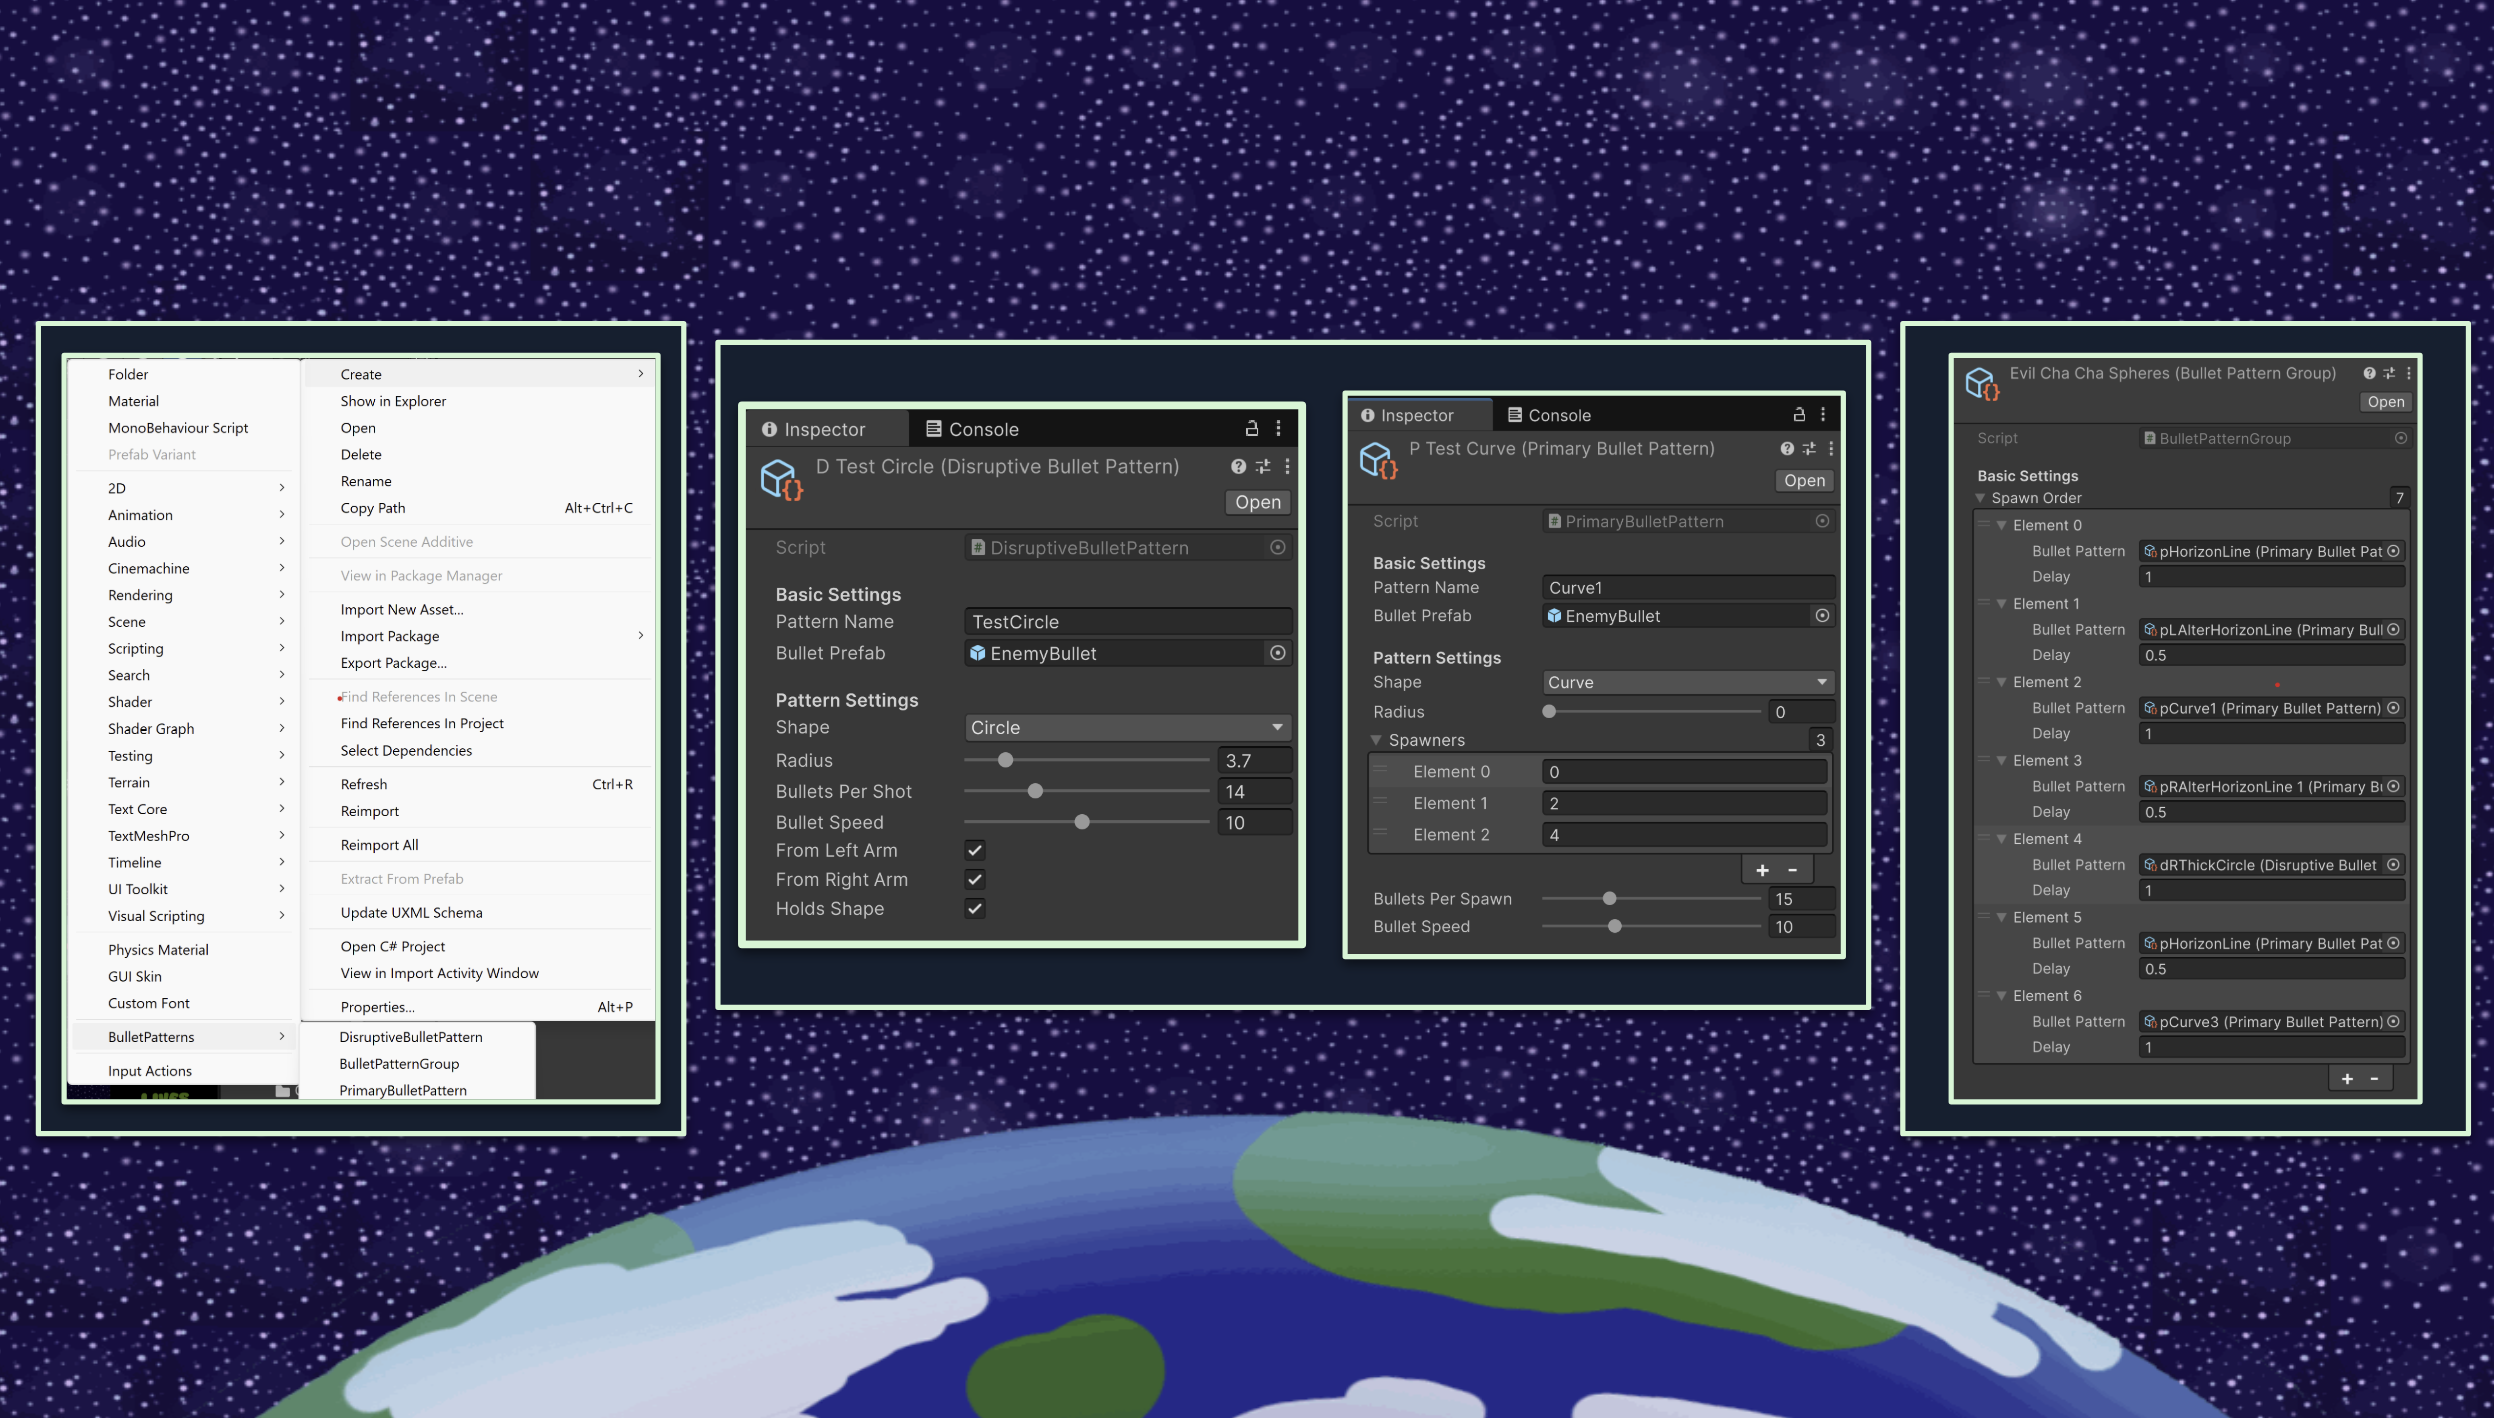 Folder
Material
MonoBehaviour Script
Prefab Variant
2D
Animation
Audio
Cinemachine
Rendering
Scene
Scripting
Search
Shader
Shader Graph
Testing
Terrain
Text Core
TextMeshPro
Timeline
UI Toolkit
Visual Scripting
Physics Material
GUI Skin
Custom Font
BulletPatterns
Input Actions
Create
Show in Explorer
Open
Delete
Rename
Copy Path Alt+Ctrl+C
Open Scene Additive
View in Package Manager
Import New Asset...
Import Package
Export Package...
Find References In Scene
Find References In Project
Select Dependencies
Refresh Ctrl+R
Reimport
Reimport All
Extract From Prefab
Update UXML Schema
Open C# Project
View in Import Activity Window
Properties... Alt+P
DisruptiveBulletPattern
BulletPatternGroup
PrimaryBulletPattern
Inspector Console
D Test Circle (Disruptive Bullet Pattern)
Open
Script DisruptiveBulletPattern
Basic Settings
Pattern Name TestCircle
Bullet Prefab EnemyBullet
Pattern Settings
Shape Circle
Radius 3.7
Bullets Per Shot 14
Bullet Speed 10
From Left Arm
From Right Arm
Holds Shape
Inspector Console
P Test Curve (Primary Bullet Pattern)
Open
Script PrimaryBulletPattern
Basic Settings
Pattern Name Curve1
Bullet Prefab EnemyBullet
Pattern Settings
Shape Curve
Radius 0
Spawners 3
Element 0 0
Element 1 2
Element 2 4
+ -
Bullets Per Spawn 15
Bullet Speed 10
Evil Cha Cha Spheres (Bullet Pattern Group)
Open
Script BulletPatternGroup
Basic Settings
Spawn Order 7
Element 0
Bullet Pattern pHorizonLine (Primary Bullet Pat
Delay 1
Element 1
Bullet Pattern pLAlterHorizonLine (Primary Bull
Delay 0.5
Element 2
Bullet Pattern pCurve1 (Primary Bullet Pattern)
Delay 1
Element 3
Bullet Pattern pRAlterHorizonLine 1 (Primary Bu
Delay 0.5
Element 4
Bullet Pattern dRThickCircle (Disruptive Bullet
Delay 1
Element 5
Bullet Pattern pHorizonLine (Primary Bullet Pat
Delay 0.5
Element 6
Bullet Pattern pCurve3 (Primary Bullet Pattern)
Delay 1
+ -